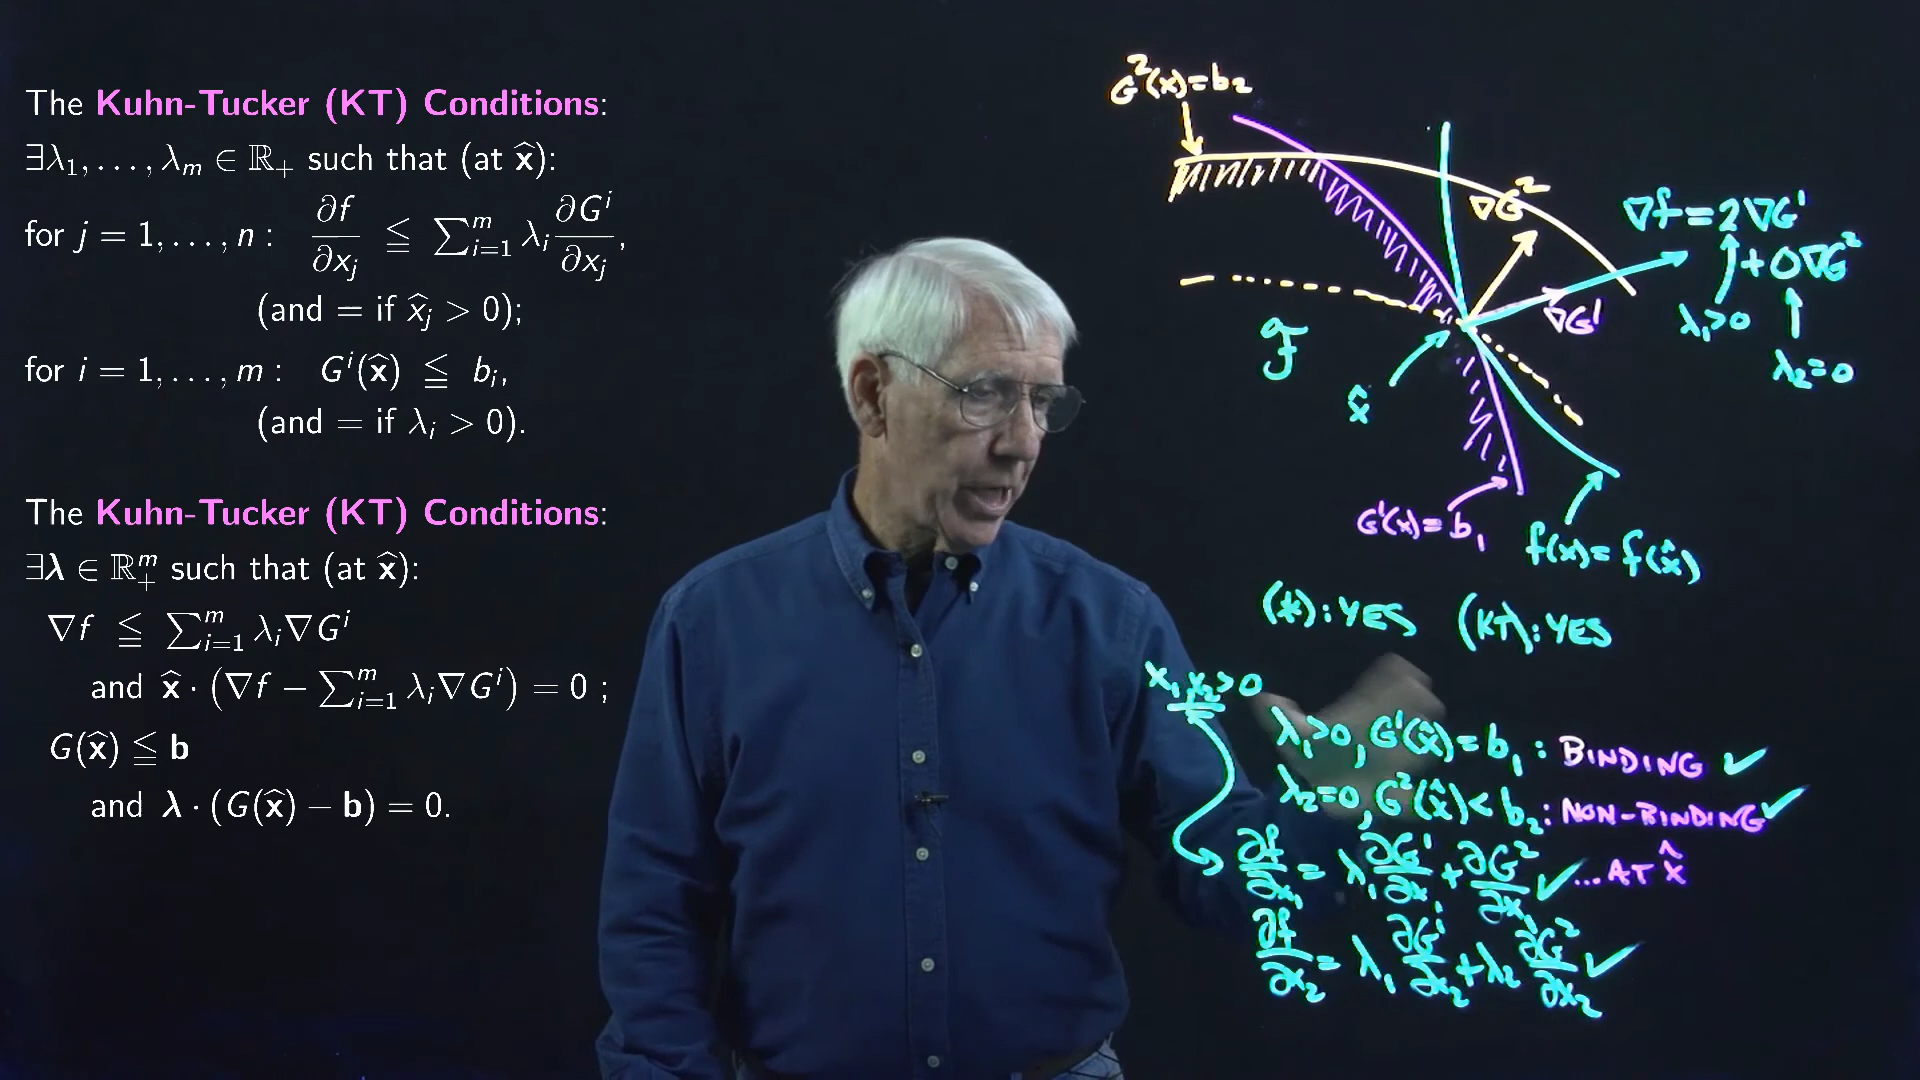 The Kuhn-Tucker (KT) Conditions:
∃λ₁, . . . , λₘ ∈ ℝ₊ such that (at x̂):
for j = 1, . . . , n : ∂f/∂xⱼ ≦ ∑ᵢ₌₁ᵐ λᵢ ∂Gⁱ/∂xⱼ,
(and = if x̂ⱼ > 0);
for i = 1, . . . , m : Gⁱ(x̂) ≦ bᵢ,
(and = if λᵢ > 0).
The Kuhn-Tucker (KT) Conditions:
∃λ ∈ ℝ₊ᵐ such that (at x̂):
∇f ≦ ∑ᵢ₌₁ᵐ λᵢ∇Gⁱ
and x̂ · (∇f − ∑ᵢ₌₁ᵐ λᵢ∇Gⁱ) = 0 ;
G(x̂) ≦ b
and λ · (G(x̂) − b) = 0.
G²(x)=b₂
∇G²
∇f=2∇G¹
+0∇G²
∇G¹
λ₁>0
λ₂=0
F
x̂
G¹(x)=b₁
f(x)=f(x̂)
(*): YES (KT): YES
x₁,x₂>0
λ₁>0, G¹(x̂)=b₁ : BINDING ✓
λ₂=0, G²(x̂)<b₂ : NON-BINDING ✓
∂f/∂x₁ = λ₁ ∂G¹/∂x₁ + ∂G²/∂x₁ ✓ ...AT x̂
∂f/∂x₂ = λ₁ ∂G¹/∂x₂ + λ₂ ∂G²/∂x₂ ✓